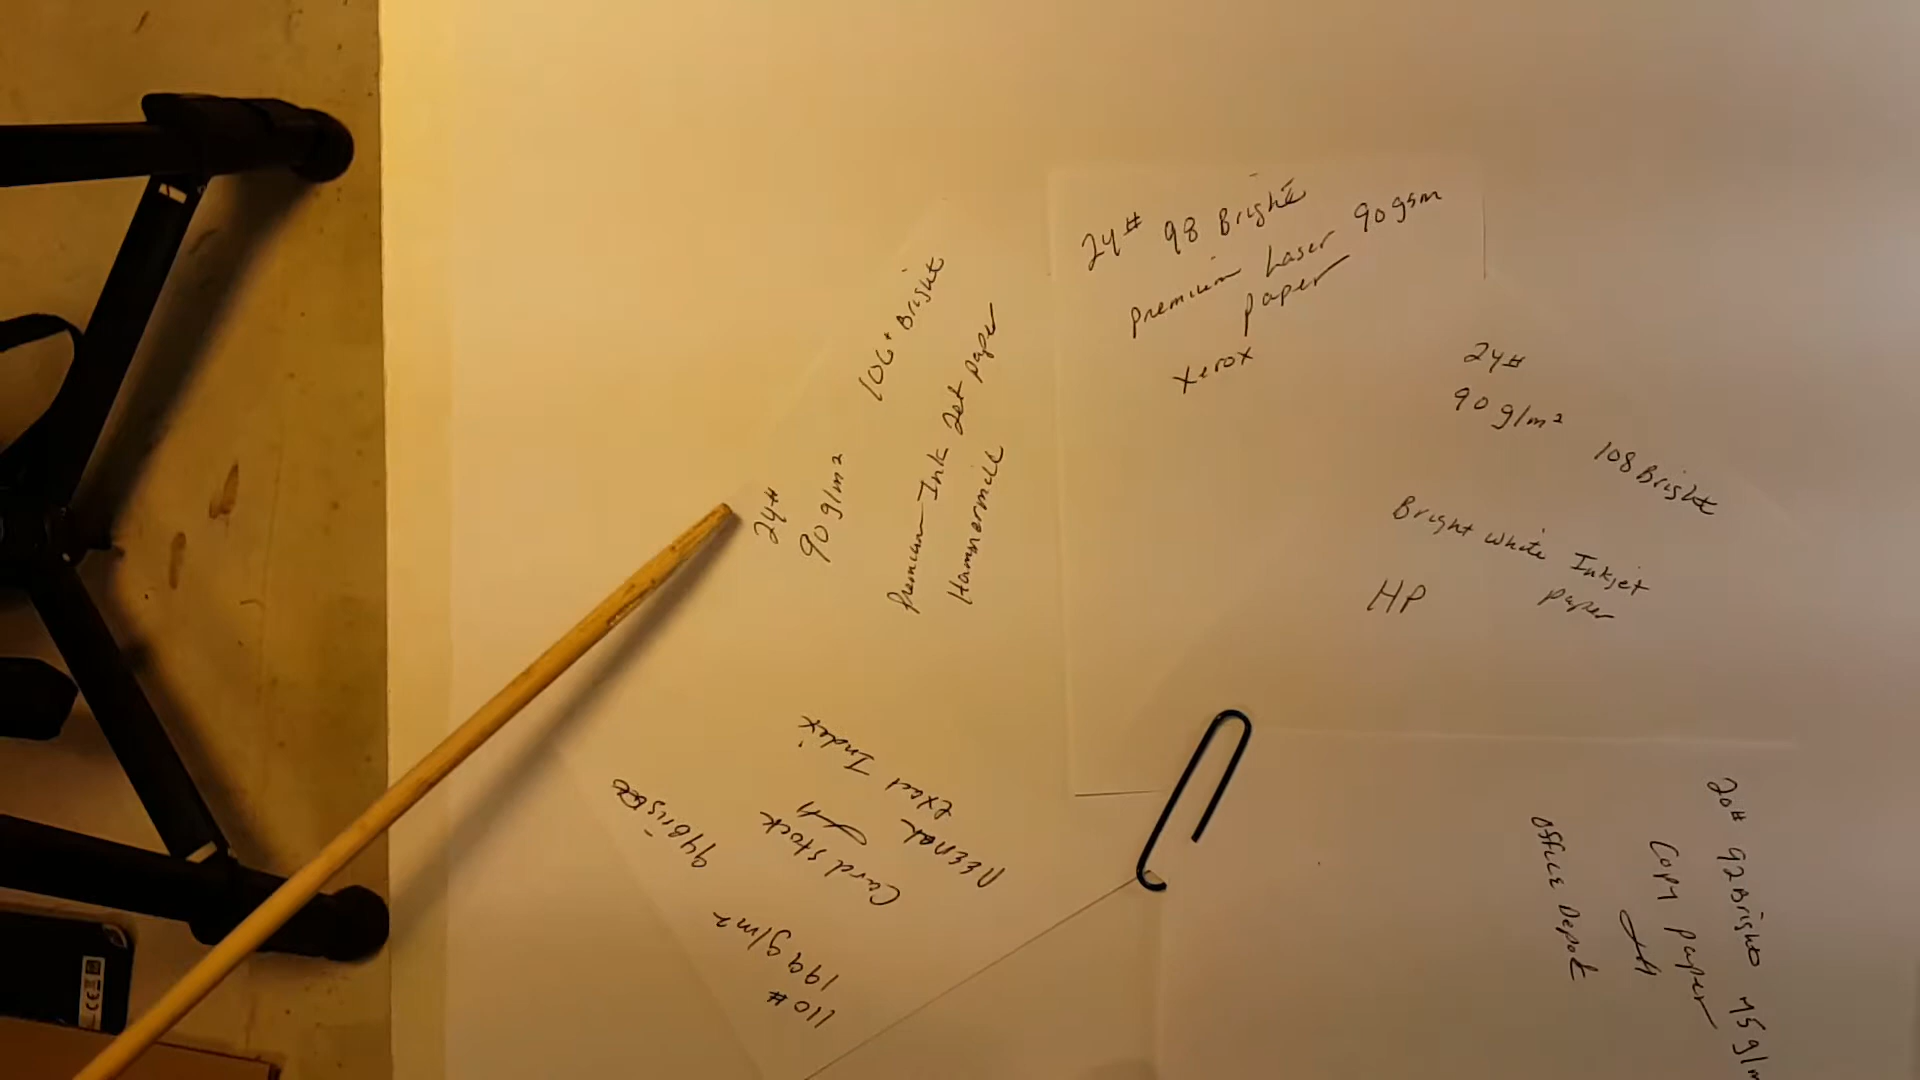 24# 98 Bright
Premium Laser 90gsm
paper
Xerox
24#
90 g/m² 106+ Bright
Premium Ink Jet Paper
Hammermill
24#
90 g/m² 108 Bright
Bright white Inkjet
paper
HP
110#
199 g/m² 94 Bright
Card stock
Neenah Exact Index
20# 92 Bright 75 g/m
Copy paper
Office Depot
CE